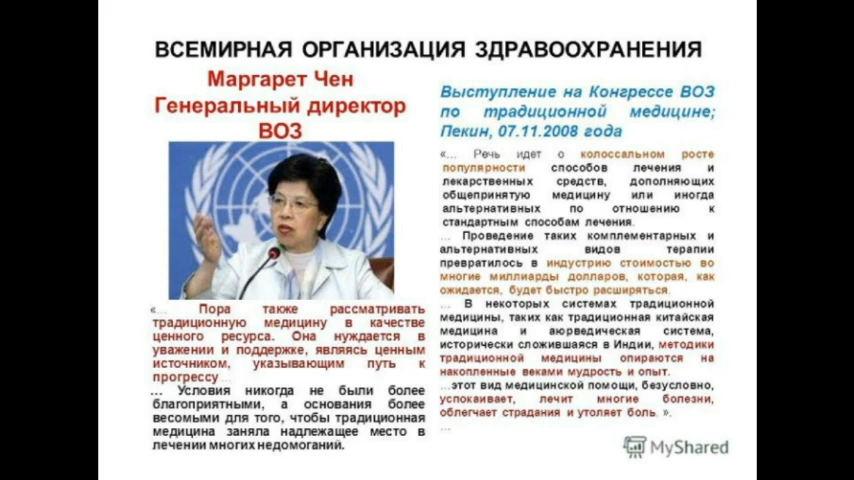 ВСЕМИРНАЯ ОРГАНИЗАЦИЯ ЗДРАВООХРАНЕНИЯ
Маргарет Чен
Генеральный директор
ВОЗ
«… Пора также рассматривать
традиционную медицину в качестве
ценного ресурса. Она нуждается в
уважении и поддержке, являясь ценным
источником, указывающим путь к
прогрессу…
… Условия никогда не были более
благоприятными, а основания более
весомыми для того, чтобы традиционная
медицина заняла надлежащее место в
лечении многих недомоганий.
Выступление на Конгрессе ВОЗ
по традиционной медицине;
Пекин, 07.11.2008 года
«… Речь идет о колоссальном росте
популярности способов лечения и
лекарственных средств, дополняющих
общепринятую медицину или иногда
альтернативных по отношению к
стандартным способам лечения.
… Проведение таких комплементарных и
альтернативных видов терапии
превратилось в индустрию стоимостью во
многие миллиарды долларов, которая, как
ожидается, будет быстро расширяться.
… В некоторых системах традиционной
медицины, таких как традиционная китайская
медицина и аюрведическая система,
исторически сложившаяся в Индии, методики
традиционной медицины опираются на
накопленные веками мудрость и опыт.
…этот вид медицинской помощи, безусловно,
успокаивает, лечит многие болезни,
облегчает страдания и утоляет боль. ».
…
MyShared